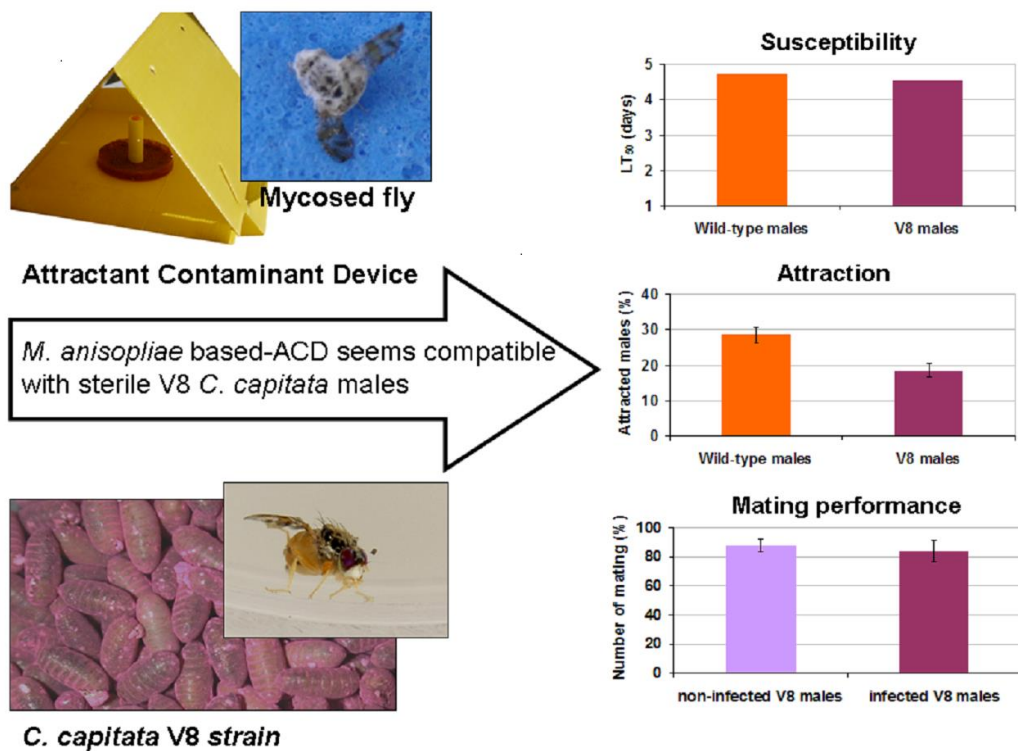 Mycosed fly
Attractant Contaminant Device
M. anisopliae based-ACD seems compatible
with sterile V8 C. capitata males
C. capitata V8 strain
Susceptibility
LT₅₀ (days)
5
4
3
2
1
Wild-type males V8 males
Attraction
Attracted males (%)
40
30
20
10
0
Wild-type males V8 males
Mating performance
Number of mating (%)
100
80
60
40
20
0
non-infected V8 males infected V8 males